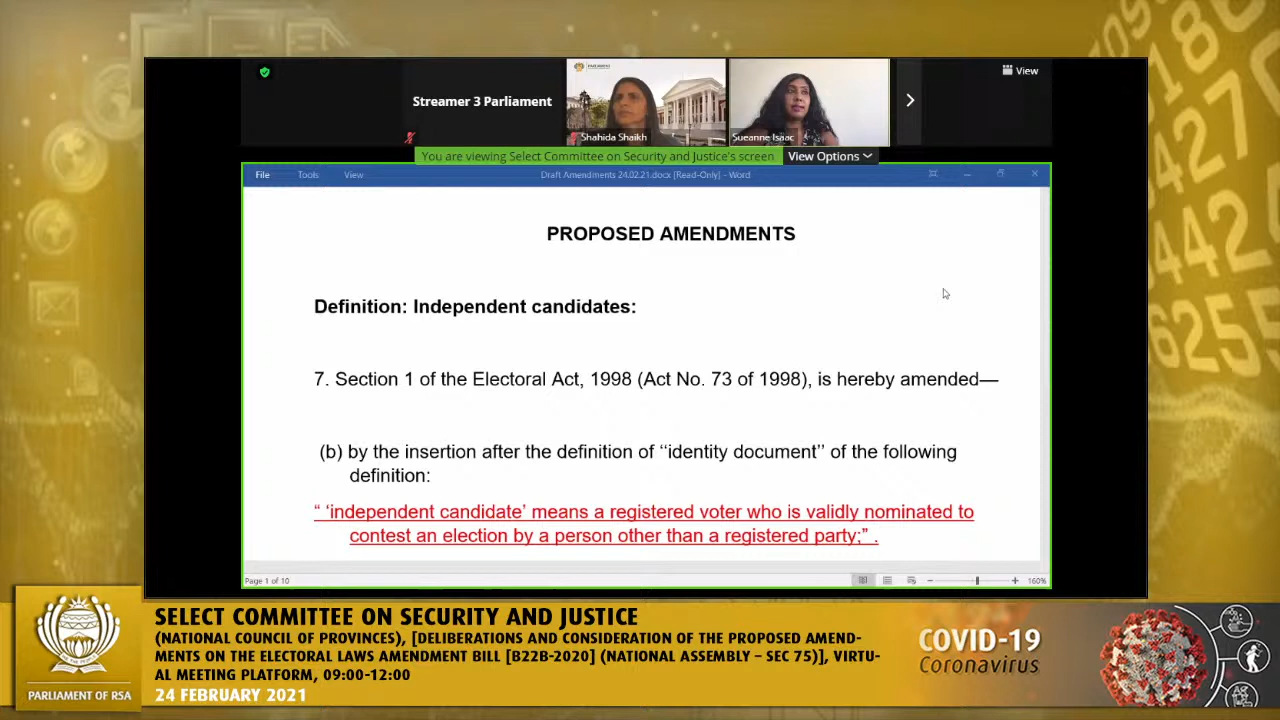 View
Streamer 3 Parliament
PARLIAMENT
Shahida Shaikh
Sueanne Isaac
You are viewing Select Committee on Security and Justice's screen
View Options
File
Tools
View
Draft Amendments 24.02.21.docx [Read-Only] - Word
PROPOSED AMENDMENTS
Definition: Independent candidates:
7. Section 1 of the Electoral Act, 1998 (Act No. 73 of 1998), is hereby amended—
(b) by the insertion after the definition of ‘‘identity document’’ of the following
definition:
“ ‘independent candidate’ means a registered voter who is validly nominated to
contest an election by a person other than a registered party;” .
Page 1 of 10
160%
SELECT COMMITTEE ON SECURITY AND JUSTICE
(NATIONAL COUNCIL OF PROVINCES), [DELIBERATIONS AND CONSIDERATION OF THE PROPOSED AMEND-
MENTS ON THE ELECTORAL LAWS AMENDMENT BILL [B22B-2020] (NATIONAL ASSEMBLY – SEC 75)], VIRTU-
AL MEETING PLATFORM, 09:00-12:00
24 FEBRUARY 2021
PARLIAMENT OF RSA
COVID-19
Coronavirus